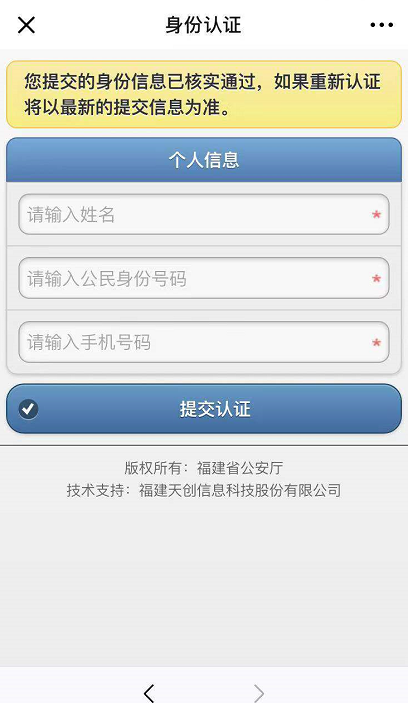 身份认证
您提交的身份信息已核实通过，如果重新认证
将以最新的提交信息为准。
个人信息
请输入姓名 *
请输入公民身份号码 *
请输入手机号码 *
提交认证
版权所有：福建省公安厅
技术支持：福建天创信息科技股份有限公司